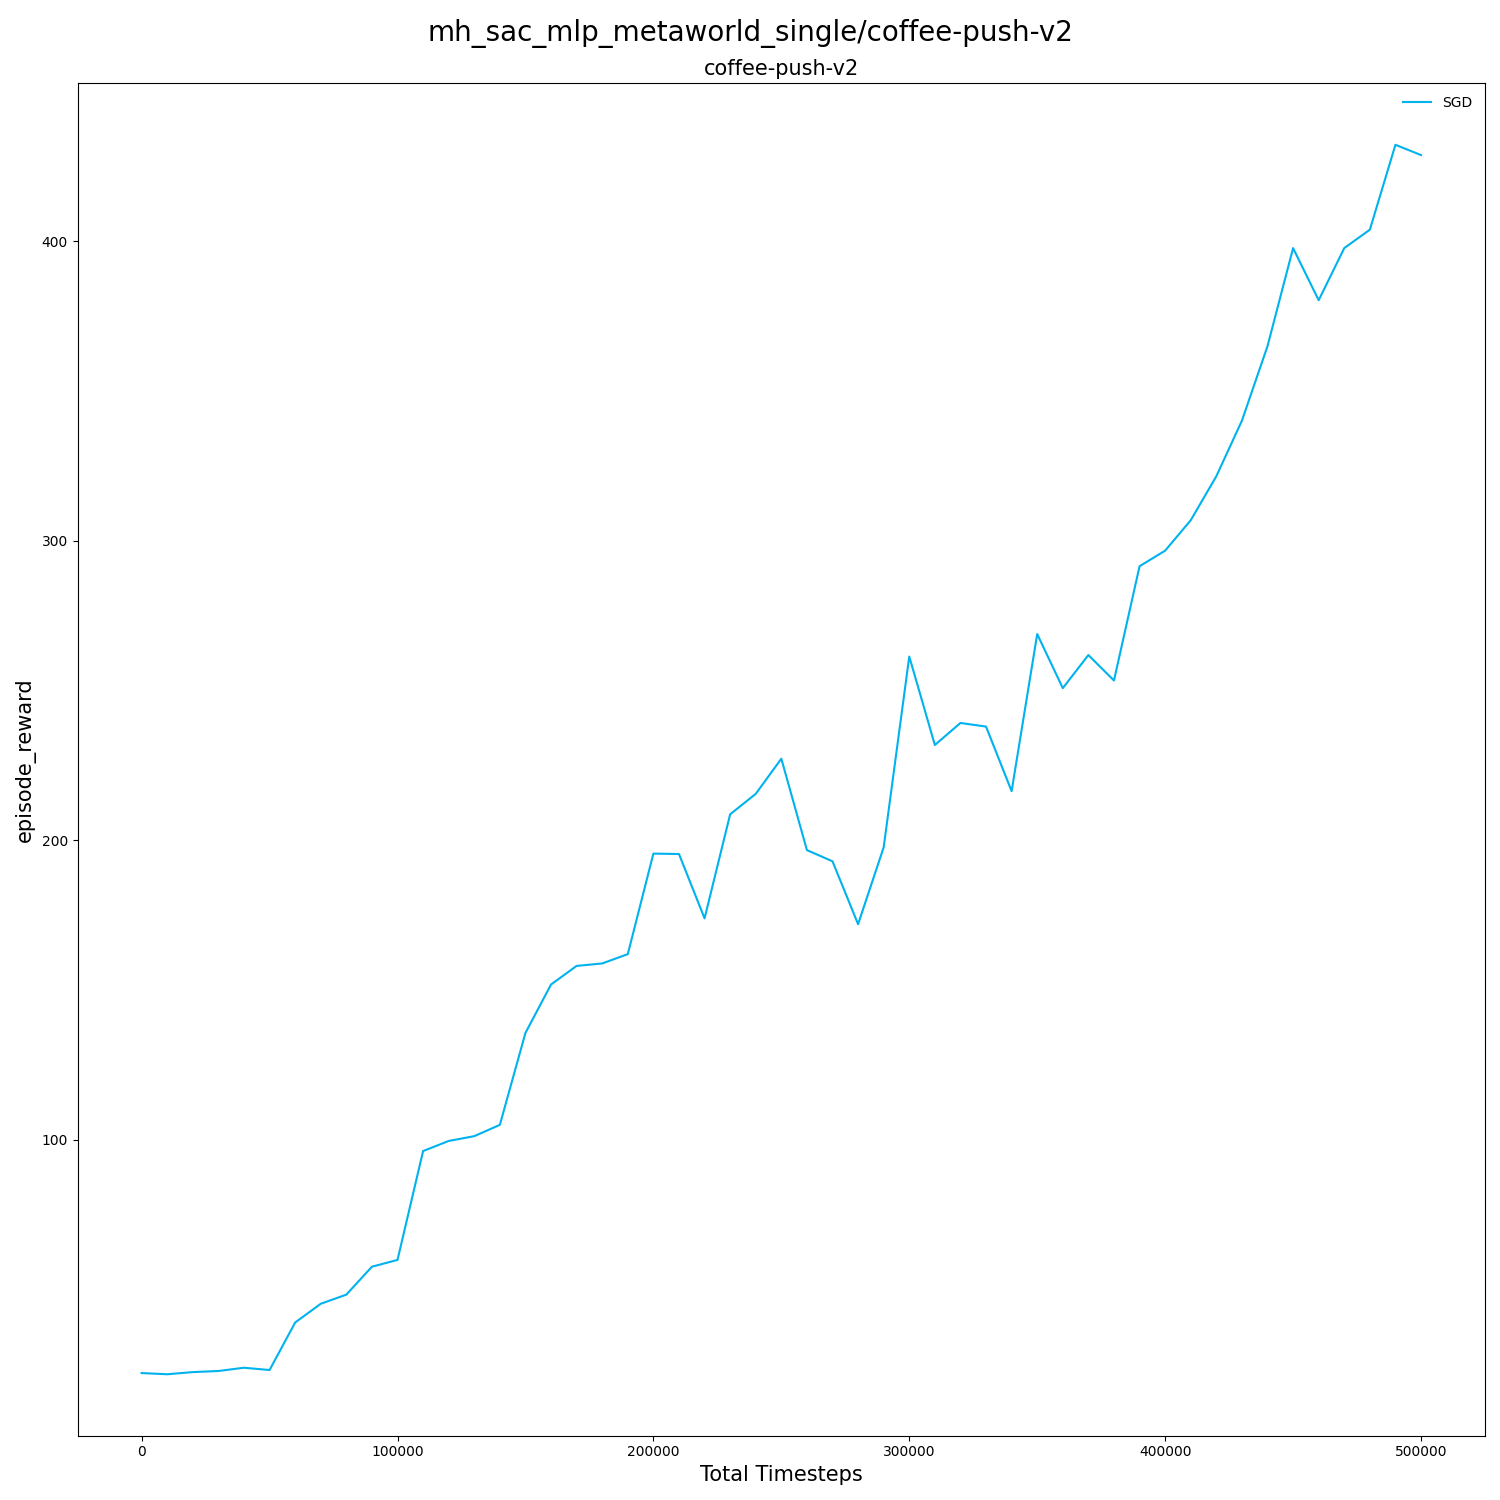 mh_sac_mlp_metaworld_single/coffee-push-v2
coffee-push-v2
SGD
400
300
200
100
episode_reward
0 100000 200000 300000 400000 500000
Total Timesteps